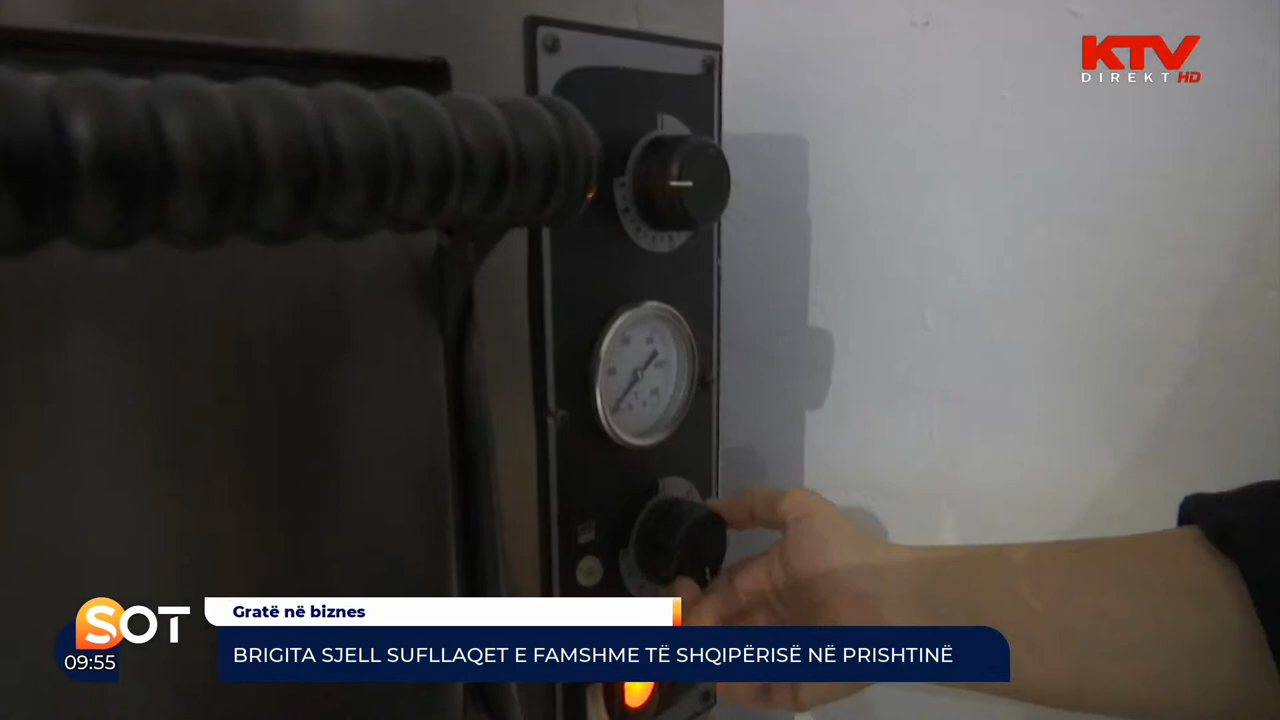 KTV
DIREKT HD
Gratë në biznes
SOT
BRIGITA SJELL SUFLLAQET E FAMSHME TË SHQIPËRISË NË PRISHTINË
09:55